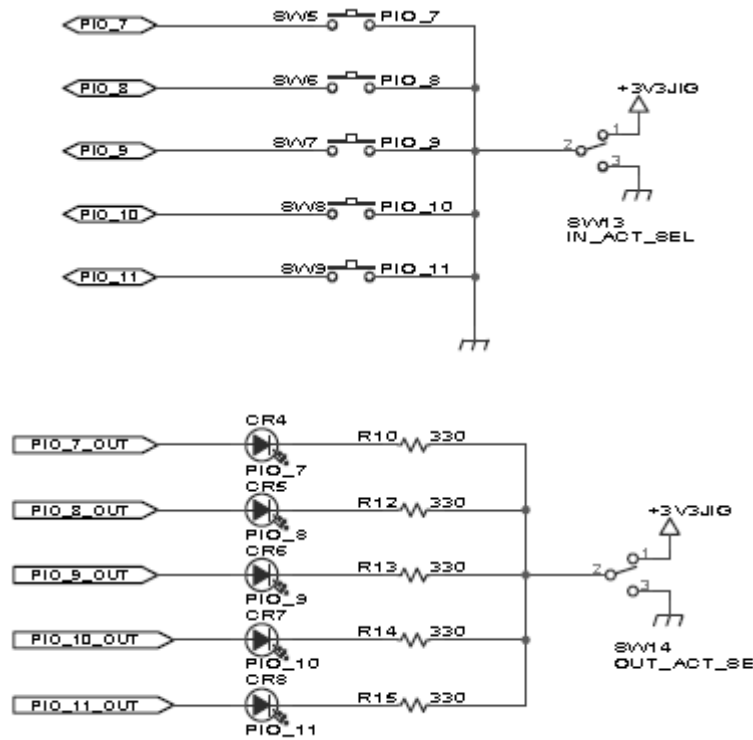 PIO_7 SW5 PIO_7
PIO_8 SW6 PIO_8
+3V3JIG
1
PIO_9 SW7 PIO_9 2
3
PIO_10 SW8 PIO_10
SW13
IN_ACT_SEL
PIO_11 SW9 PIO_11
CR4
PIO_7_OUT R10 330
PIO_7
CR5
PIO_8_OUT R12 330
+3V3JIG
PIO_8
CR6
1
PIO_9_OUT R13 330 2
3
PIO_9
CR7
PIO_10_OUT R14 330
SW14
OUT_ACT_SE
PIO_10
CR8
PIO_11_OUT R15 330
PIO_11